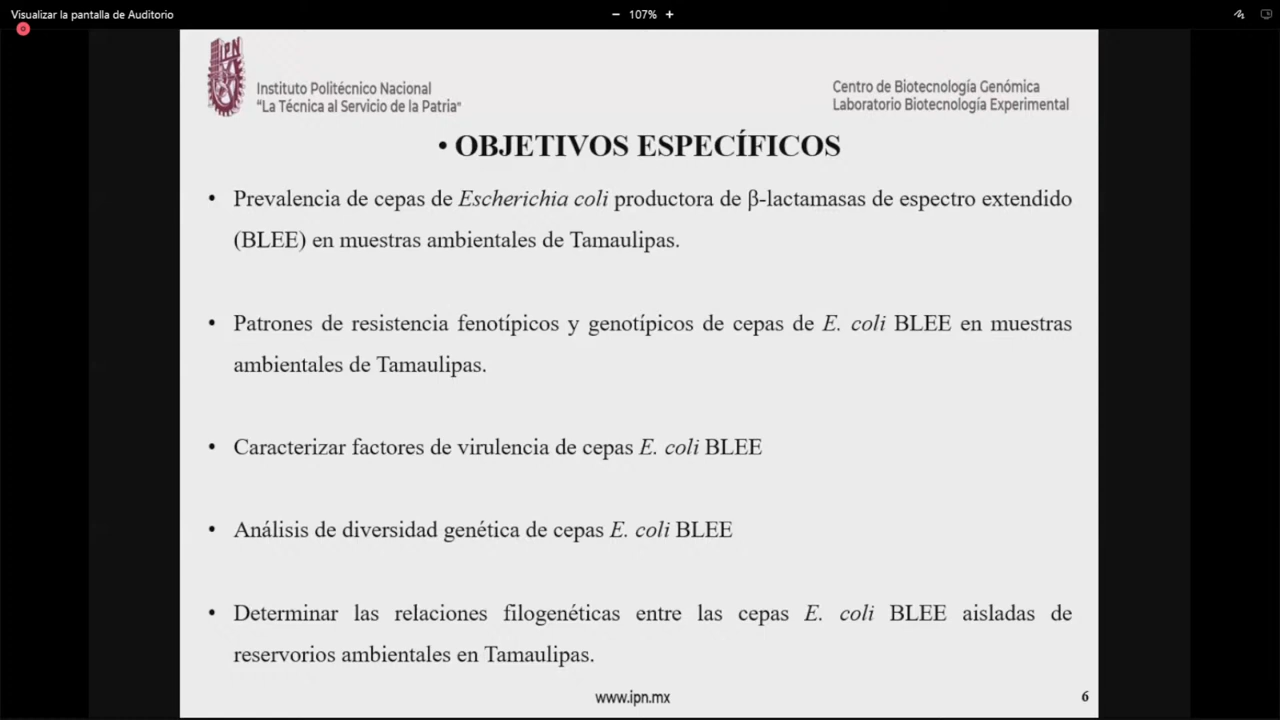 Visualizar la pantalla de Auditorio
− 107% +
IPN
Instituto Politécnico Nacional
"La Técnica al Servicio de la Patria"
Centro de Biotecnología Genómica
Laboratorio Biotecnología Experimental
• OBJETIVOS ESPECÍFICOS
• Prevalencia de cepas de Escherichia coli productora de β-lactamasas de espectro extendido
(BLEE) en muestras ambientales de Tamaulipas.
• Patrones de resistencia fenotípicos y genotípicos de cepas de E. coli BLEE en muestras
ambientales de Tamaulipas.
• Caracterizar factores de virulencia de cepas E. coli BLEE
• Análisis de diversidad genética de cepas E. coli BLEE
• Determinar las relaciones filogenéticas entre las cepas E. coli BLEE aisladas de
reservorios ambientales en Tamaulipas.
www.ipn.mx
6